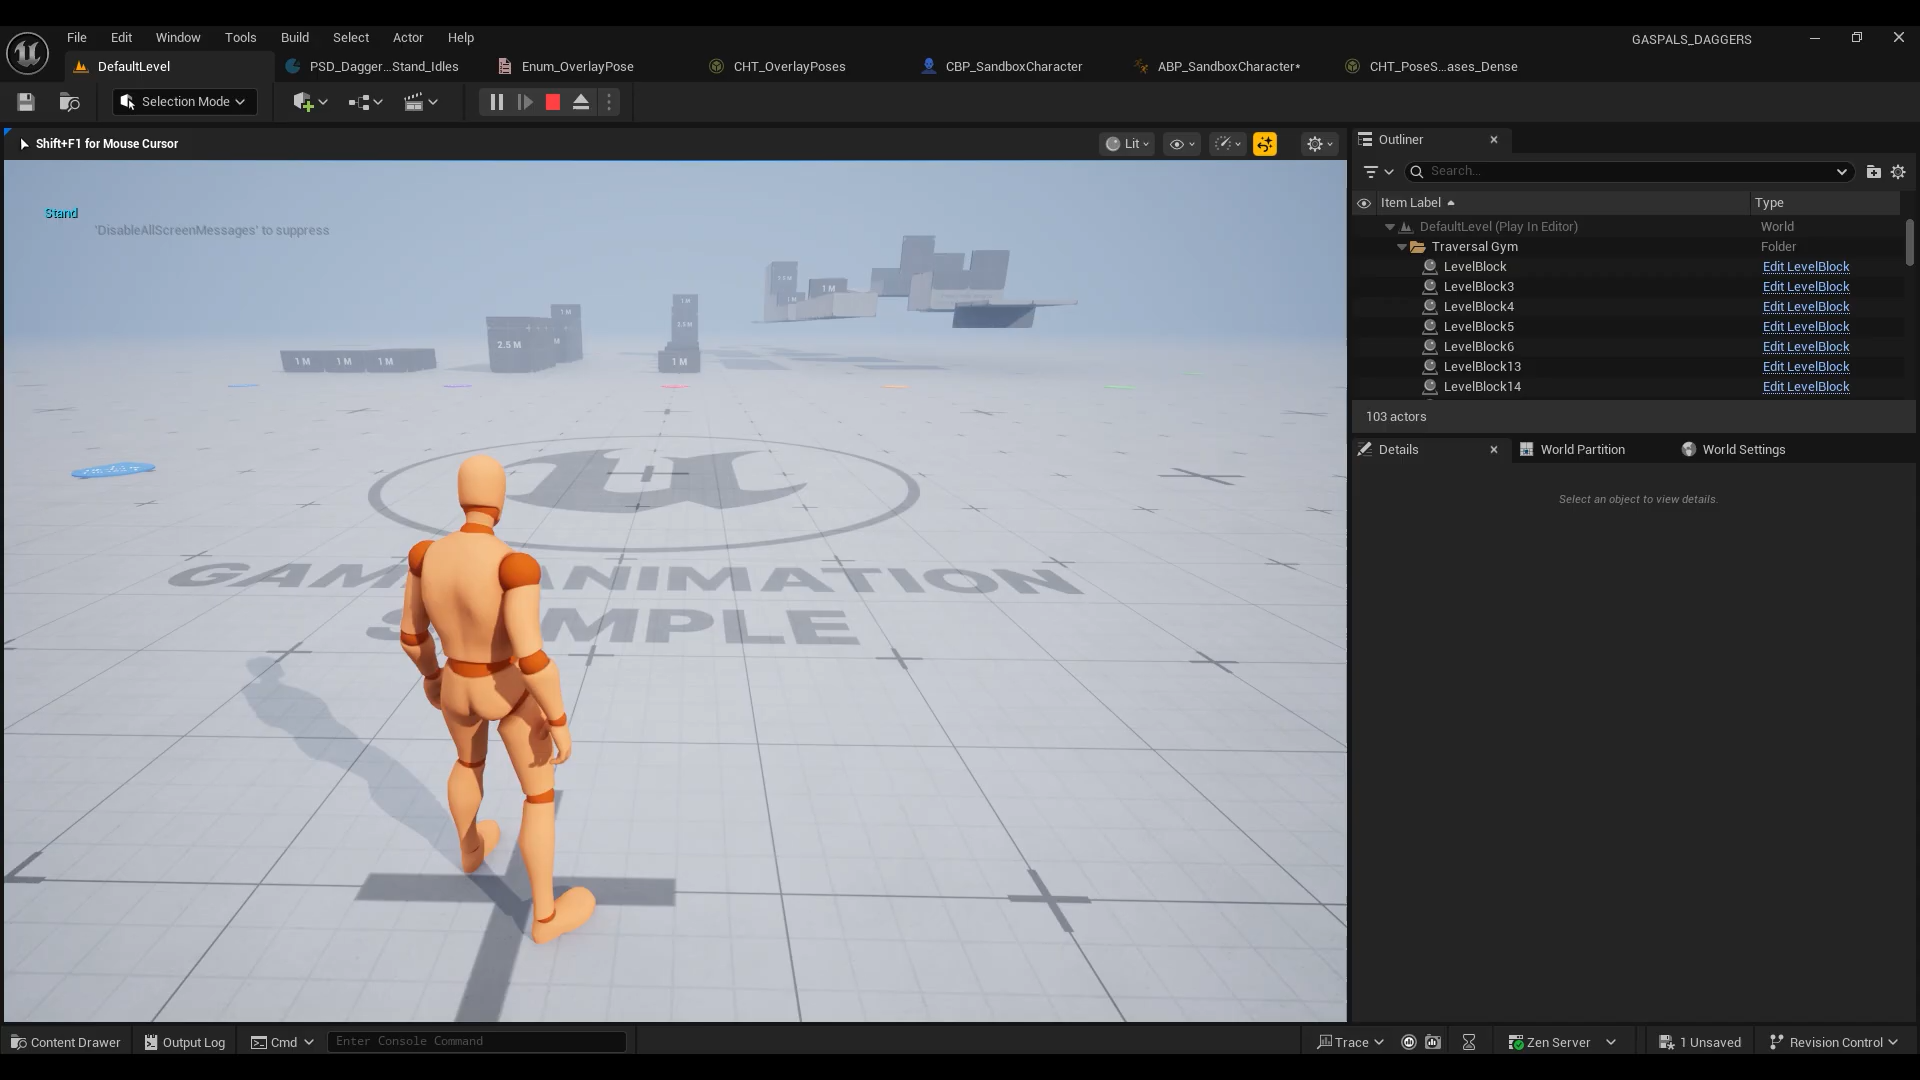 File Edit Window Tools Build Select Actor Help
GASPALS_DAGGERS
DefaultLevel PSD_Dagger...Stand_Idles Enum_OverlayPose CHT_OverlayPoses CBP_SandboxCharacter ABP_SandboxCharacter* CHT_PoseS...ases_Dense
Selection Mode
Shift+F1 for Mouse Cursor
Lit
Stand
'DisableAllScreenMessages' to suppress
1 M 1 M 1 M
2.5 M
1 M
M
1 M
2.5 M
1 M
1 M
GAME ANIMATION
SAMPLE
Outliner
Search...
Item Label Type
DefaultLevel (Play In Editor) World
Traversal Gym Folder
LevelBlock Edit LevelBlock
LevelBlock3 Edit LevelBlock
LevelBlock4 Edit LevelBlock
LevelBlock5 Edit LevelBlock
LevelBlock6 Edit LevelBlock
LevelBlock13 Edit LevelBlock
LevelBlock14 Edit LevelBlock
103 actors
Details World Partition World Settings
Select an object to view details.
Content Drawer Output Log Cmd Enter Console Command Trace Zen Server 1 Unsaved Revision Control